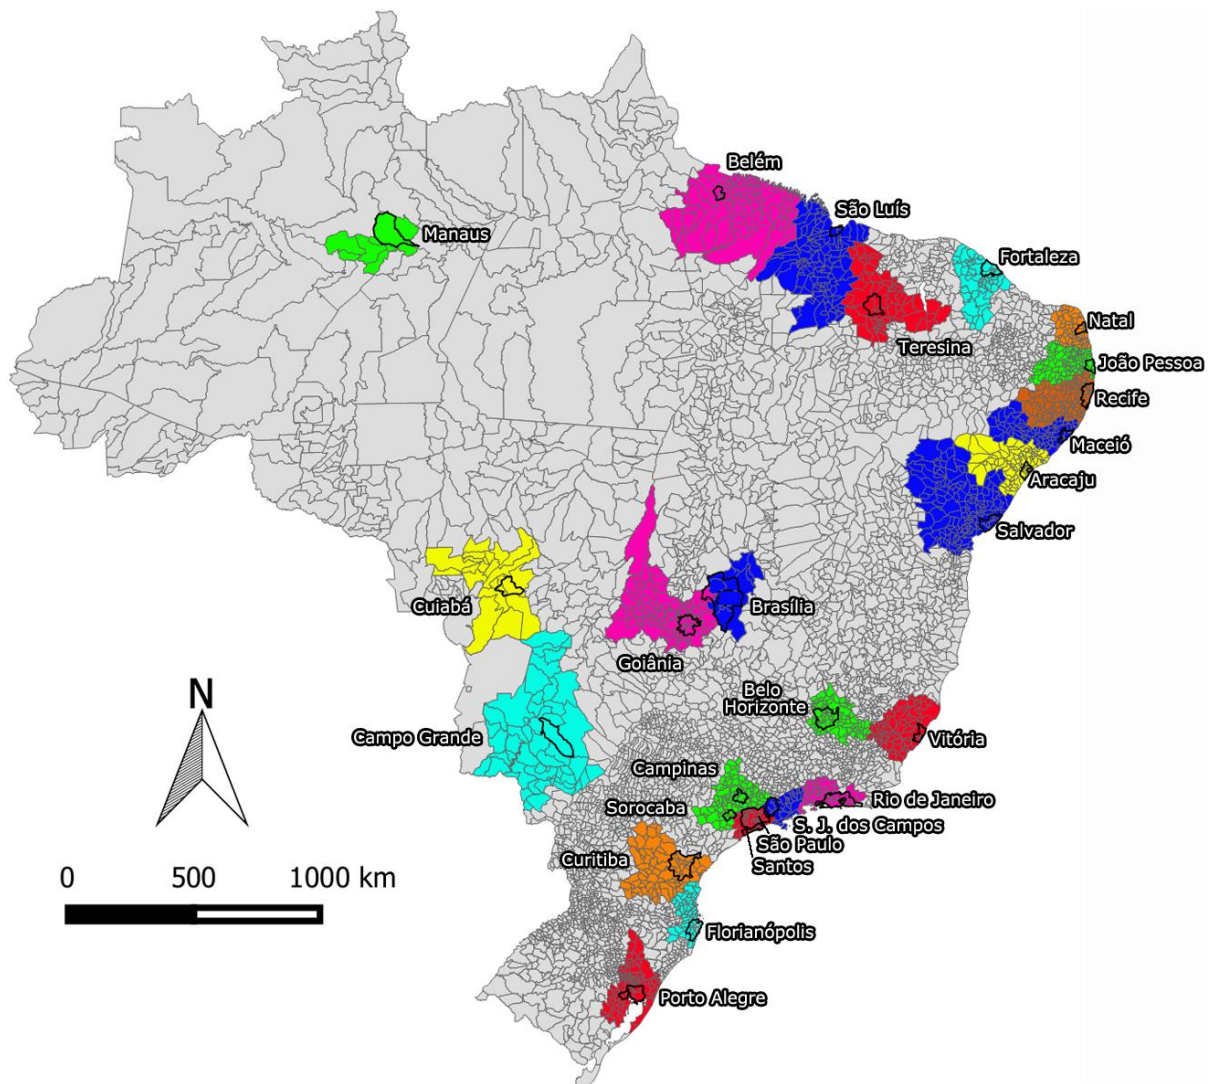 Belém
São Luís
Manaus
Fortaleza
Natal
Teresina
João Pessoa
Recife
Maceió
Aracaju
Salvador
Cuiabá
Brasília
Goiânia
N
Belo
Horizonte
Campo Grande
Vitória
Campinas
Rio de Janeiro
Sorocaba
S. J. dos Campos
São Paulo
Curitiba
Santos
0 500 1000 km
Florianópolis
Porto Alegre